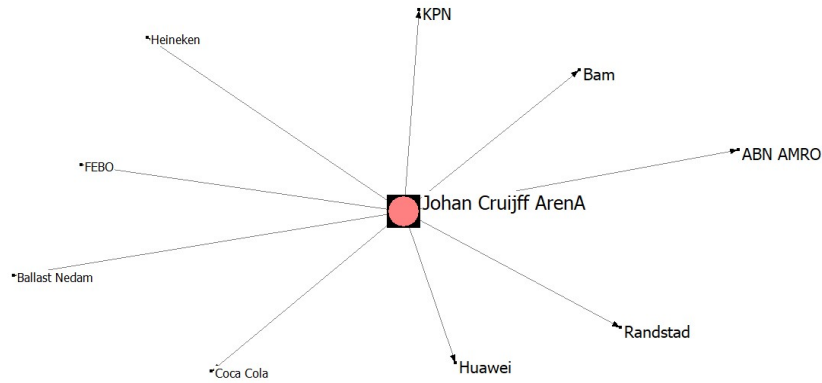 KPN
Heineken
Bam
ABN AMRO
FEBO
Johan Cruijff ArenA
Ballast Nedam
Randstad
Huawei
Coca Cola